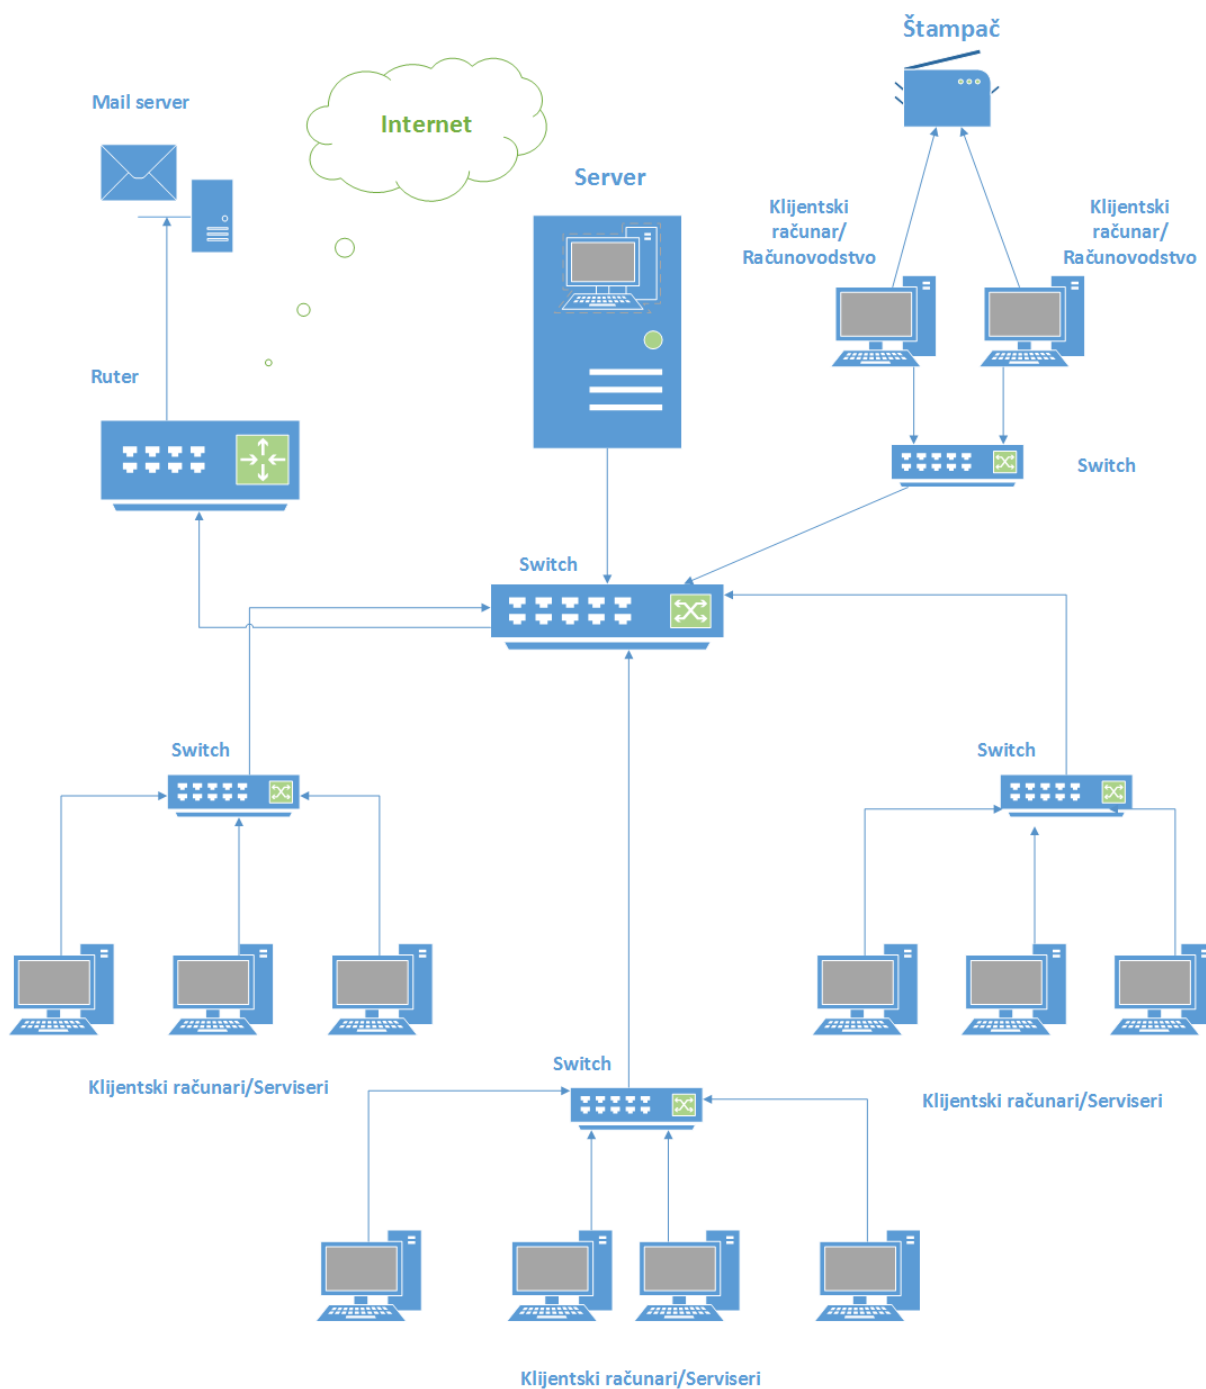 Štampač
Mail server
Internet
Server
Klijentski
računar/
Računovodstvo
Klijentski
računar/
Računovodstvo
Ruter
Switch
Switch
Switch
Switch
Switch
Klijentski računari/Serviseri
Klijentski računari/Serviseri
Klijentski računari/Serviseri